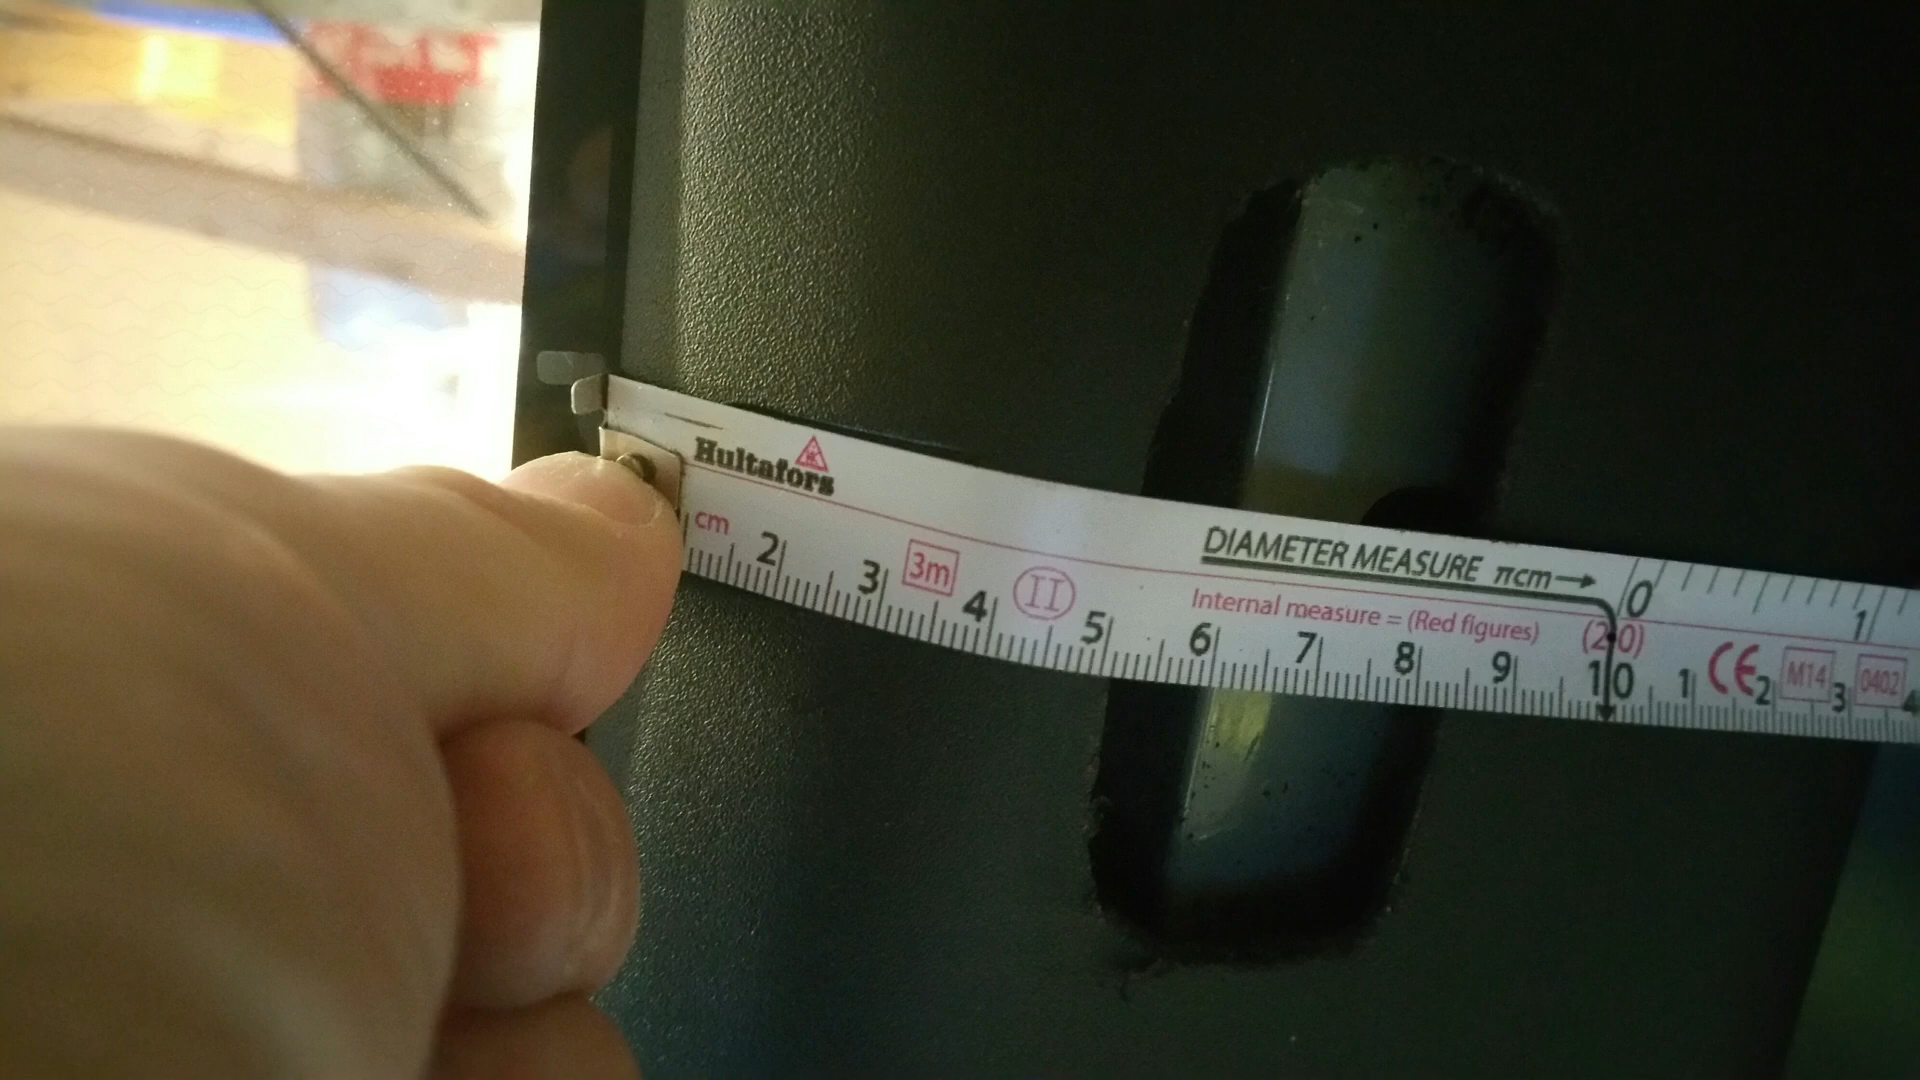 Hultafors
DIAMETER MEASURE πcm→ 0 1
Internal measure = (Red figures) (20)
cm 2 3 3m 4 II 5 6 7 8 9 10 1 CE 2 M14 3 0402 4